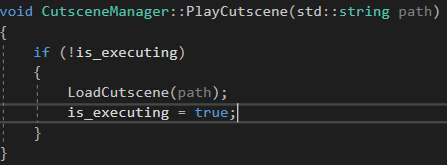 void CutsceneManager::PlayCutscene(std::string path)
{
if (!is_executing)
{
LoadCutscene(path);
is_executing = true;
}
}